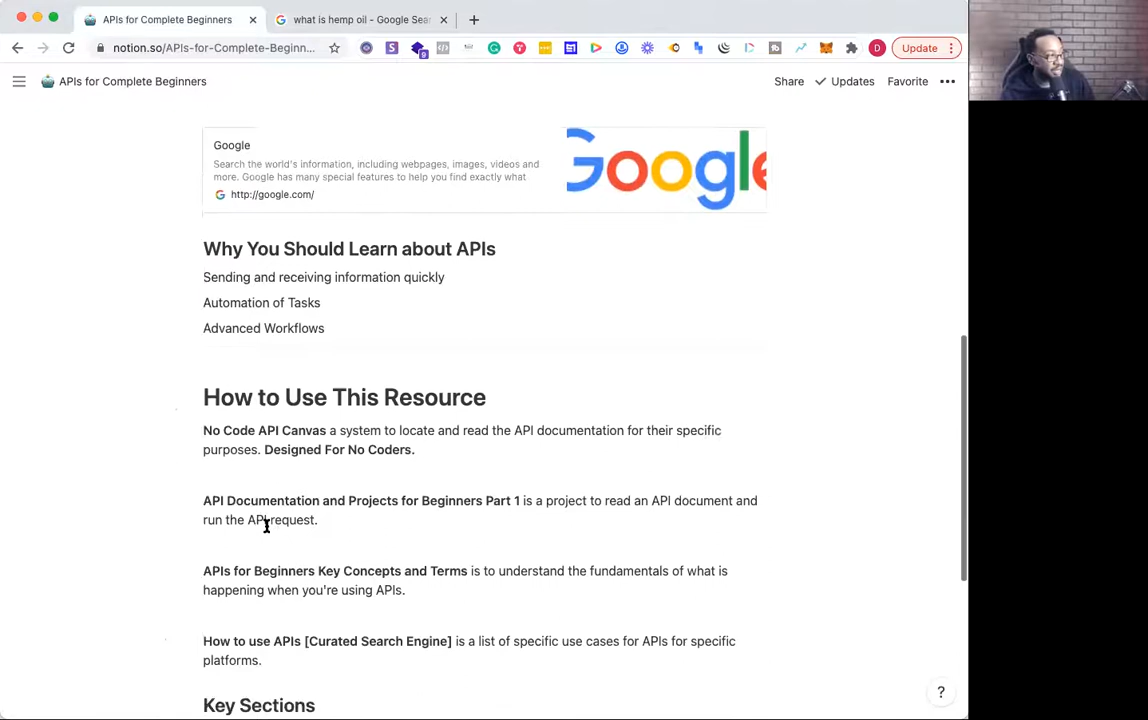 APIs for Complete Beginners
what is hemp oil - Google Sea
notion.so/APIs-for-Complete-Beginn...
9
D
Update
APIs for Complete Beginners
Share
Updates
Favorite
Google
Search the world's information, including webpages, images, videos and
more. Google has many special features to help you find exactly what
http://google.com/
Google
Why You Should Learn about APIs
Sending and receiving information quickly
Automation of Tasks
Advanced Workflows
How to Use This Resource
No Code API Canvas a system to locate and read the API documentation for their specific
purposes. Designed For No Coders.
API Documentation and Projects for Beginners Part 1 is a project to read an API document and
run the API request.
APIs for Beginners Key Concepts and Terms is to understand the fundamentals of what is
happening when you're using APIs.
How to use APIs [Curated Search Engine] is a list of specific use cases for APIs for specific
platforms.
Key Sections
?